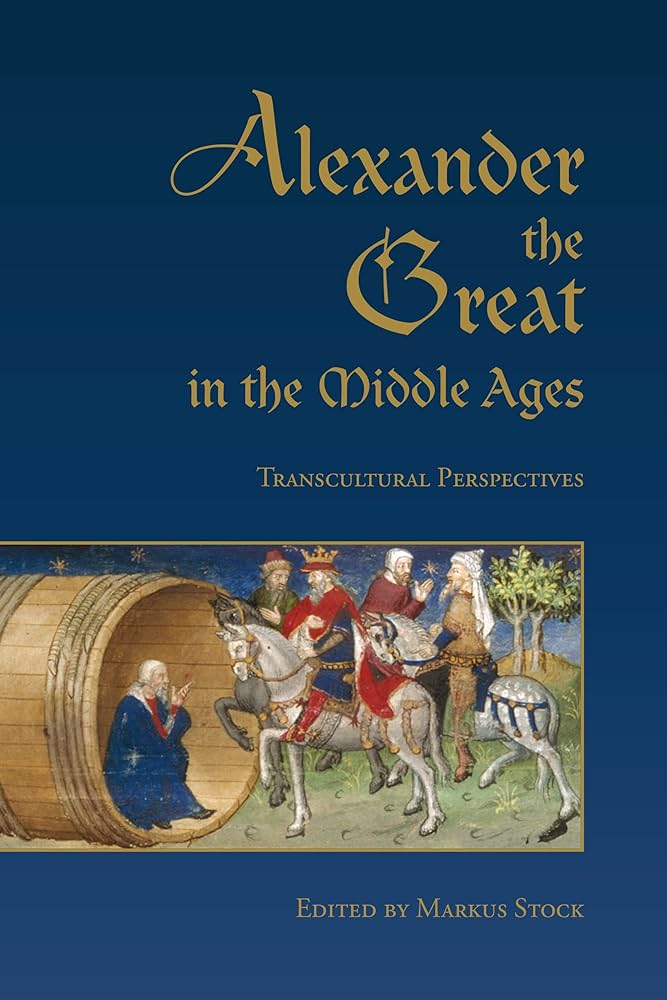 Alexander
the
Great
in the Middle Ages
Transcultural Perspectives
Edited by Markus Stock